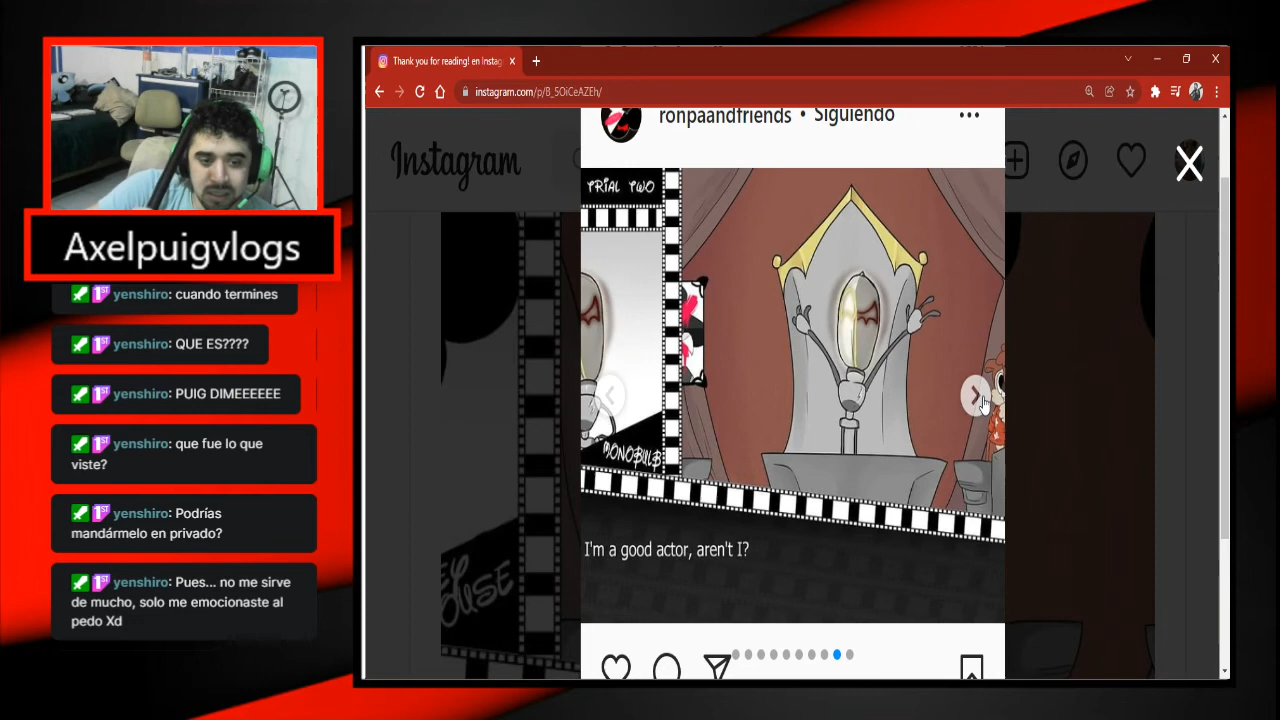 Axelpuigvlogs
yenshiro: cuando termines
yenshiro: QUE ES????
yenshiro: PUIG DIMEEEEEE
yenshiro: que fue lo que
viste?
yenshiro: Podrías
mandármelo en privado?
yenshiro: Pues... no me sirve
de mucho, solo me emocionaste al
pedo Xd
Thank you for reading! en Instag
instagram.com/p/B_5OiCeAZEh/
Instagram
ronpaandfriends • Siguiendo
TRIAL TWO
MONOBULB
I'm a good actor, aren't I?